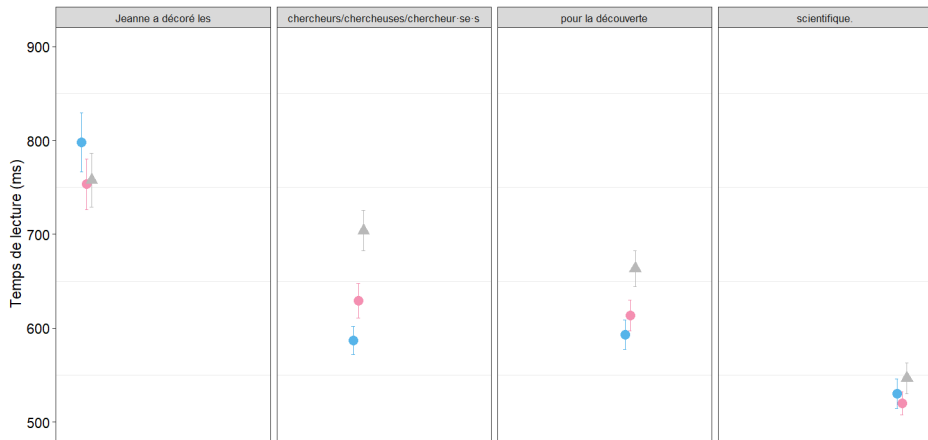 Jeanne a décoré les
chercheurs/chercheuses/chercheur·se·s
pour la découverte
scientifique.
Temps de lecture (ms)
900
800
700
600
500